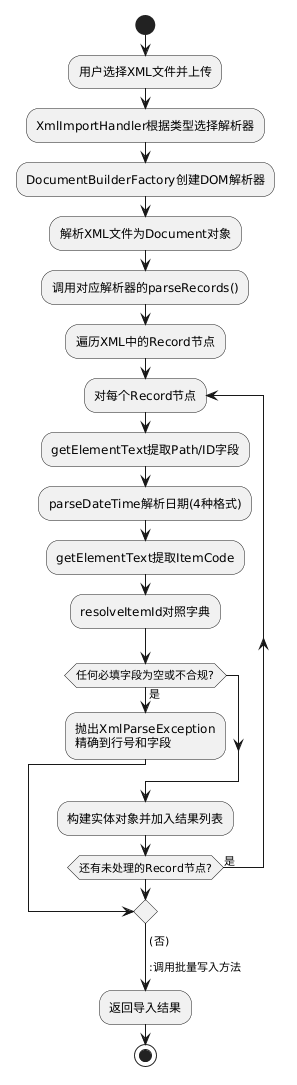 用户选择XML文件并上传
XmlImportHandler根据类型选择解析器
DocumentBuilderFactory创建DOM解析器
解析XML文件为Document对象
调用对应解析器的parseRecords()
遍历XML中的Record节点
对每个Record节点
getElementText提取Path/ID字段
parseDateTime解析日期(4种格式)
getElementText提取ItemCode
resolveItemId对照字典
任何必填字段为空或不合规?
是
抛出XmlParseException
精确到行号和字段
构建实体对象并加入结果列表
还有未处理的Record节点?
是
(否)
:调用批量写入方法
返回导入结果